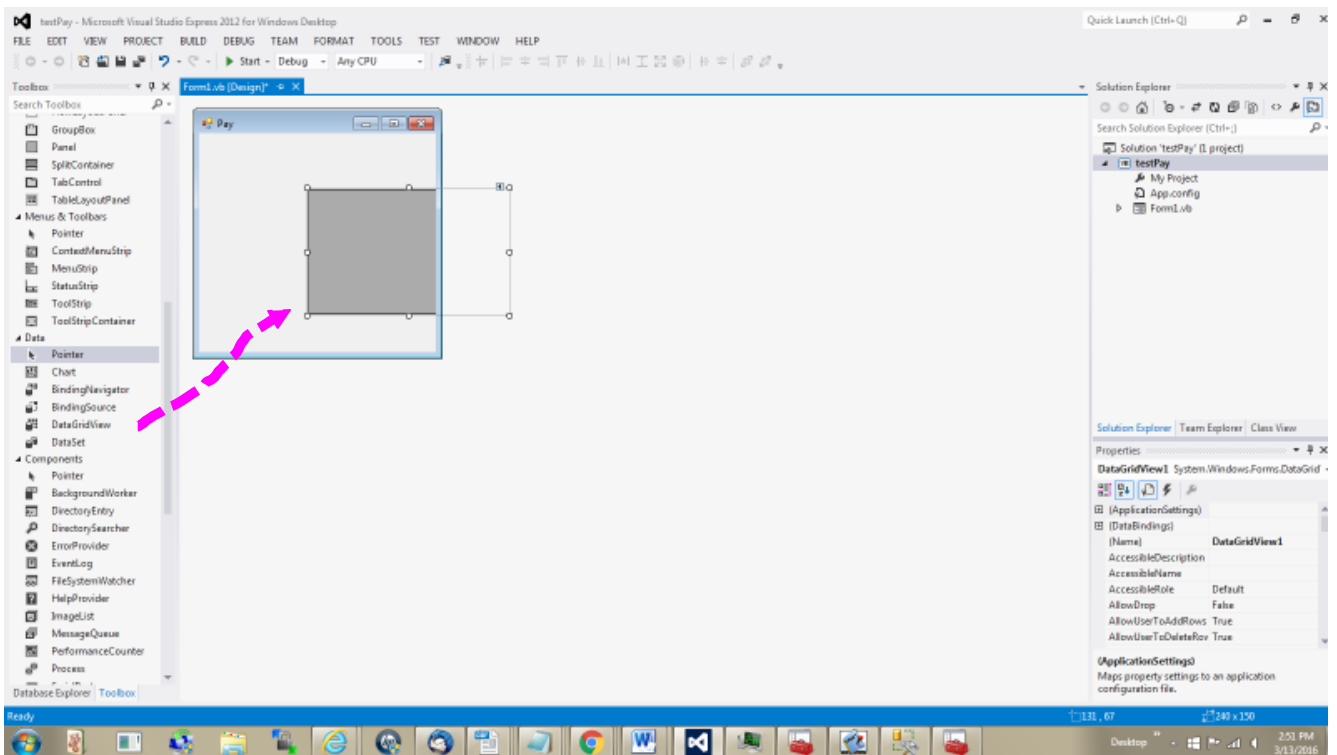 testPay - Microsoft Visual Studio Express 2012 for Windows Desktop
Quick Launch (Ctrl+Q)
FILE EDIT VIEW PROJECT BUILD DEBUG TEAM FORMAT TOOLS TEST WINDOW HELP
Start Debug Any CPU
Toolbox
Search Toolbox
GroupBox
Panel
SplitContainer
TabControl
TableLayoutPanel
Menus & Toolbars
Pointer
ContextMenuStrip
MenuStrip
StatusStrip
ToolStrip
ToolStripContainer
Data
Pointer
Chart
BindingNavigator
BindingSource
DataGridView
DataSet
Components
Pointer
BackgroundWorker
DirectoryEntry
DirectorySearcher
ErrorProvider
EventLog
FileSystemWatcher
HelpProvider
ImageList
MessageQueue
PerformanceCounter
Process
Database Explorer Toolbox
Form1.vb [Design]*
Pay
Solution Explorer
Search Solution Explorer (Ctrl+;)
Solution 'testPay' (1 project)
testPay
My Project
App.config
Form1.vb
Solution Explorer Team Explorer Class View
Properties
DataGridView1 System.Windows.Forms.DataGrid
(ApplicationSettings)
(DataBindings)
(Name) DataGridView1
AccessibleDescription
AccessibleName
AccessibleRole Default
AllowDrop False
AllowUserToAddRows True
AllowUserToDeleteRov True
(ApplicationSettings)
Maps property settings to an application
configuration file.
Ready
131 , 67 240 x 150
Desktop
2:51 PM
3/13/2016